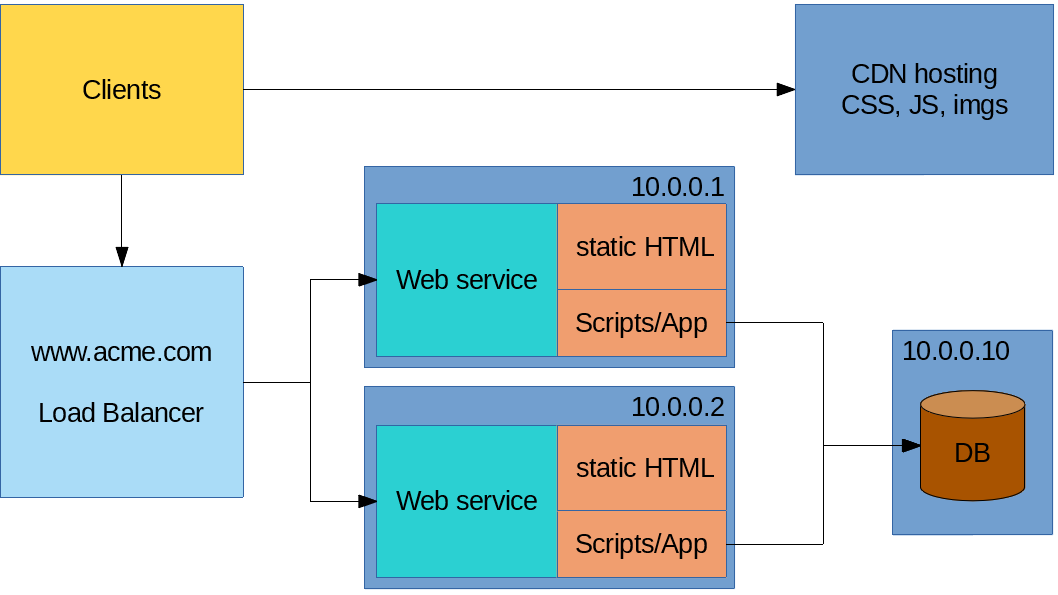 Clients
CDN hosting
CSS, JS, imgs
www.acme.com
Load Balancer
10.0.0.1
Web service
static HTML
Scripts/App
10.0.0.2
Web service
static HTML
Scripts/App
10.0.0.10
DB